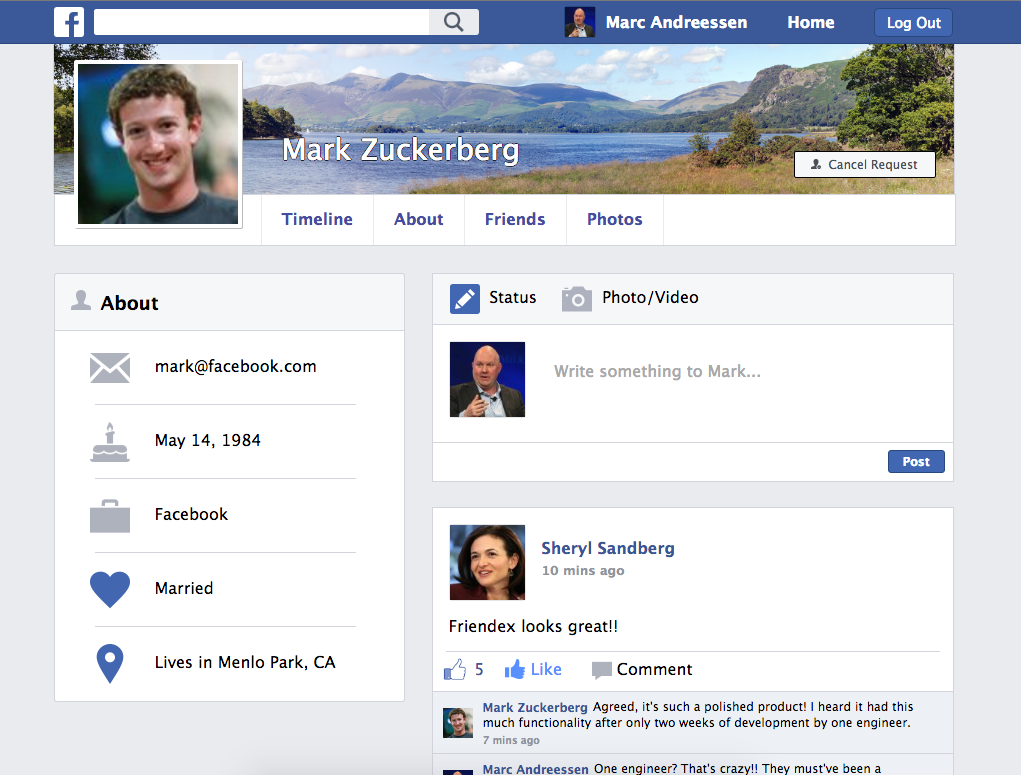 f
Marc Andreessen
Home
Log Out
Mark Zuckerberg
Cancel Request
Timeline
About
Friends
Photos
About
mark@facebook.com
May 14, 1984
Facebook
Married
Lives in Menlo Park, CA
Status
Photo/Video
Write something to Mark...
Post
Sheryl Sandberg
10 mins ago
Friendex looks great!!
5
Like
Comment
Mark Zuckerberg Agreed, it's such a polished product! I heard it had this
much functionality after only two weeks of development by one engineer.
7 mins ago
Marc Andreessen One engineer? That's crazy!! They must've been a